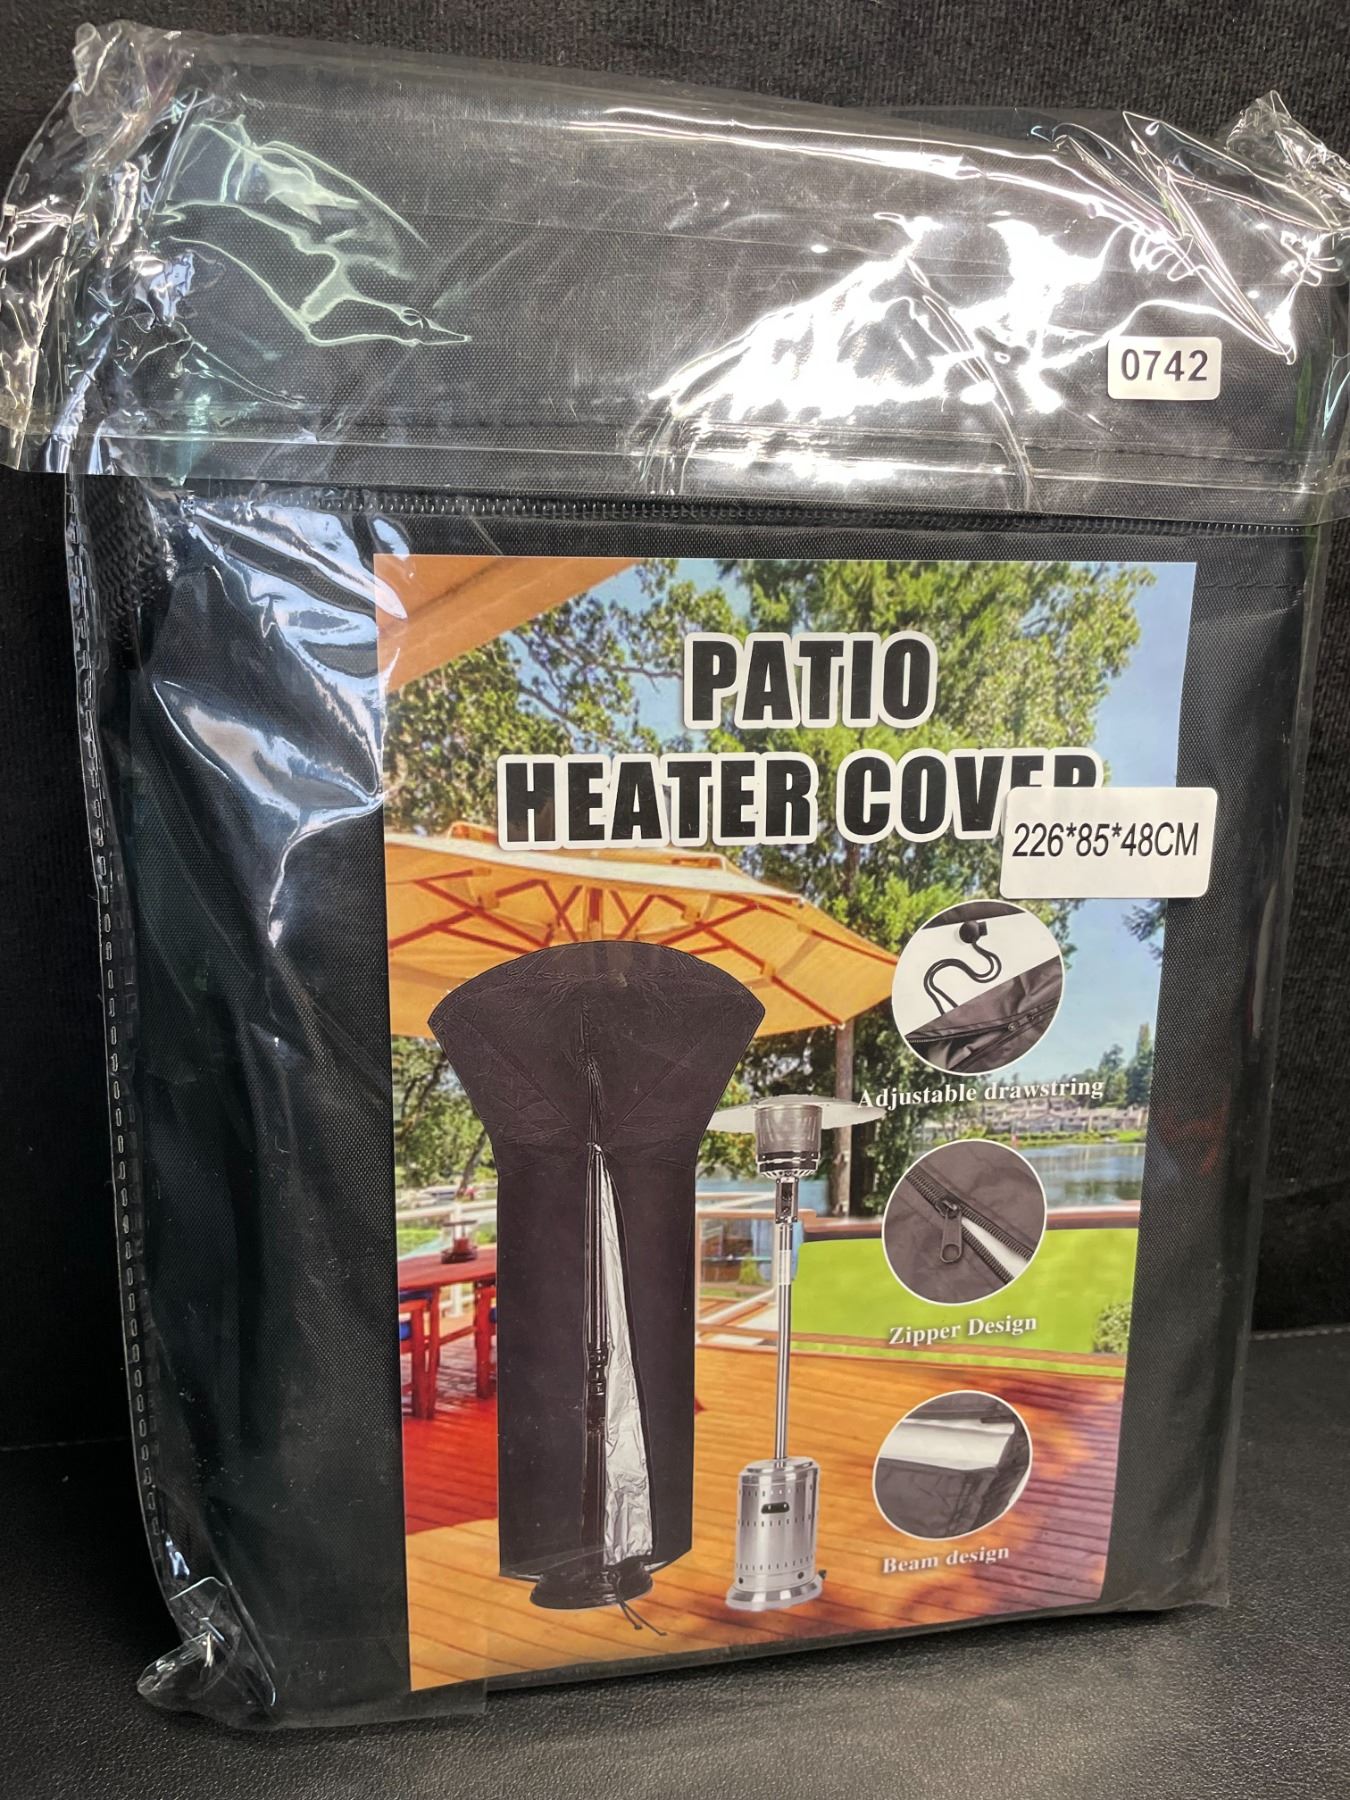 0742
PATIO
HEATER COVER
226*85*48CM
Adjustable drawstring
Zipper Design
Beam design